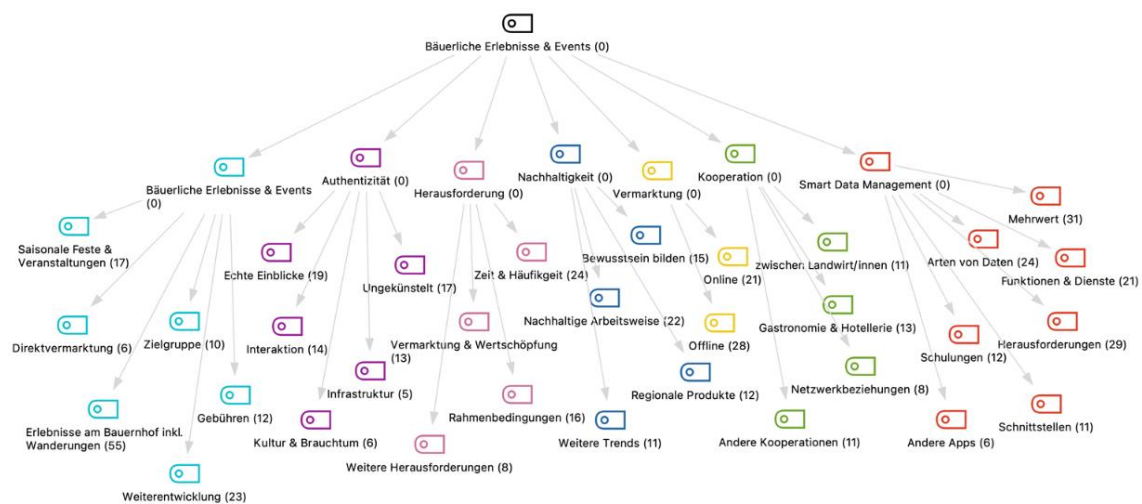 Bäuerliche Erlebnisse & Events (0)
Bäuerliche Erlebnisse & Events
(0)
Authentizität (0)
Herausforderung (0)
Nachhaltigkeit (0)
Vermarktung (0)
Kooperation (0)
Smart Data Management (0)
Mehrwert (31)
Saisonale Feste &
Veranstaltungen (17)
Echte Einblicke (19)
Ungekünstelt (17)
Zeit & Häufikgeit (24)
Bewusstsein bilden (15)
Online (21)
zwischen Landwirt/innen (11)
Arten von Daten (24)
Funktionen & Dienste (21)
Direktvermarktung (6)
Zielgruppe (10)
Interaktion (14)
Vermarktung & Wertschöpfung
(13)
Nachhaltige Arbeitsweise (22)
Offline (28)
Gastronomie & Hotellerie (13)
Schulungen (12)
Herausforderungen (29)
Erlebnisse am Bauernhof inkl.
Wanderungen (55)
Gebühren (12)
Infrastruktur (5)
Kultur & Brauchtum (6)
Rahmenbedingungen (16)
Weitere Herausforderungen (8)
Weitere Trends (11)
Regionale Produkte (12)
Netzwerkbeziehungen (8)
Andere Kooperationen (11)
Andere Apps (6)
Schnittstellen (11)
Weiterentwicklung (23)